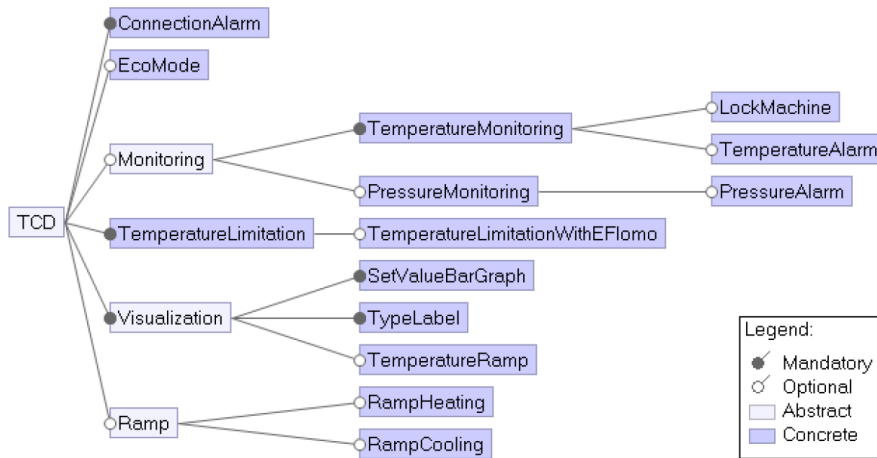 ConnectionAlarm
EcoMode
LockMachine
TemperatureMonitoring
TemperatureAlarm
Monitoring
PressureMonitoring
PressureAlarm
TCD
TemperatureLimitation
TemperatureLimitationWithEFlomo
SetValueBarGraph
Visualization
TypeLabel
TemperatureRamp
RampHeating
Ramp
RampCooling
Legend:
Mandatory
Optional
Abstract
Concrete